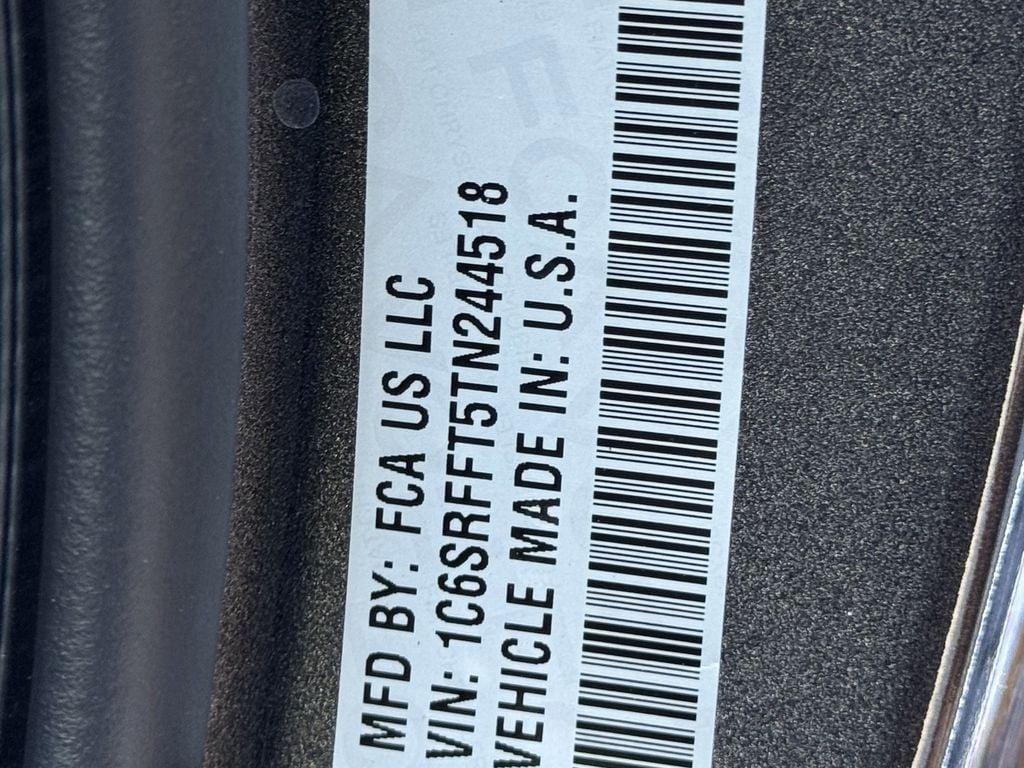 MFD BY: FCA US LLC
VIN: 1C6SRFFT5TN244518
VEHICLE MADE IN: U.S.A.